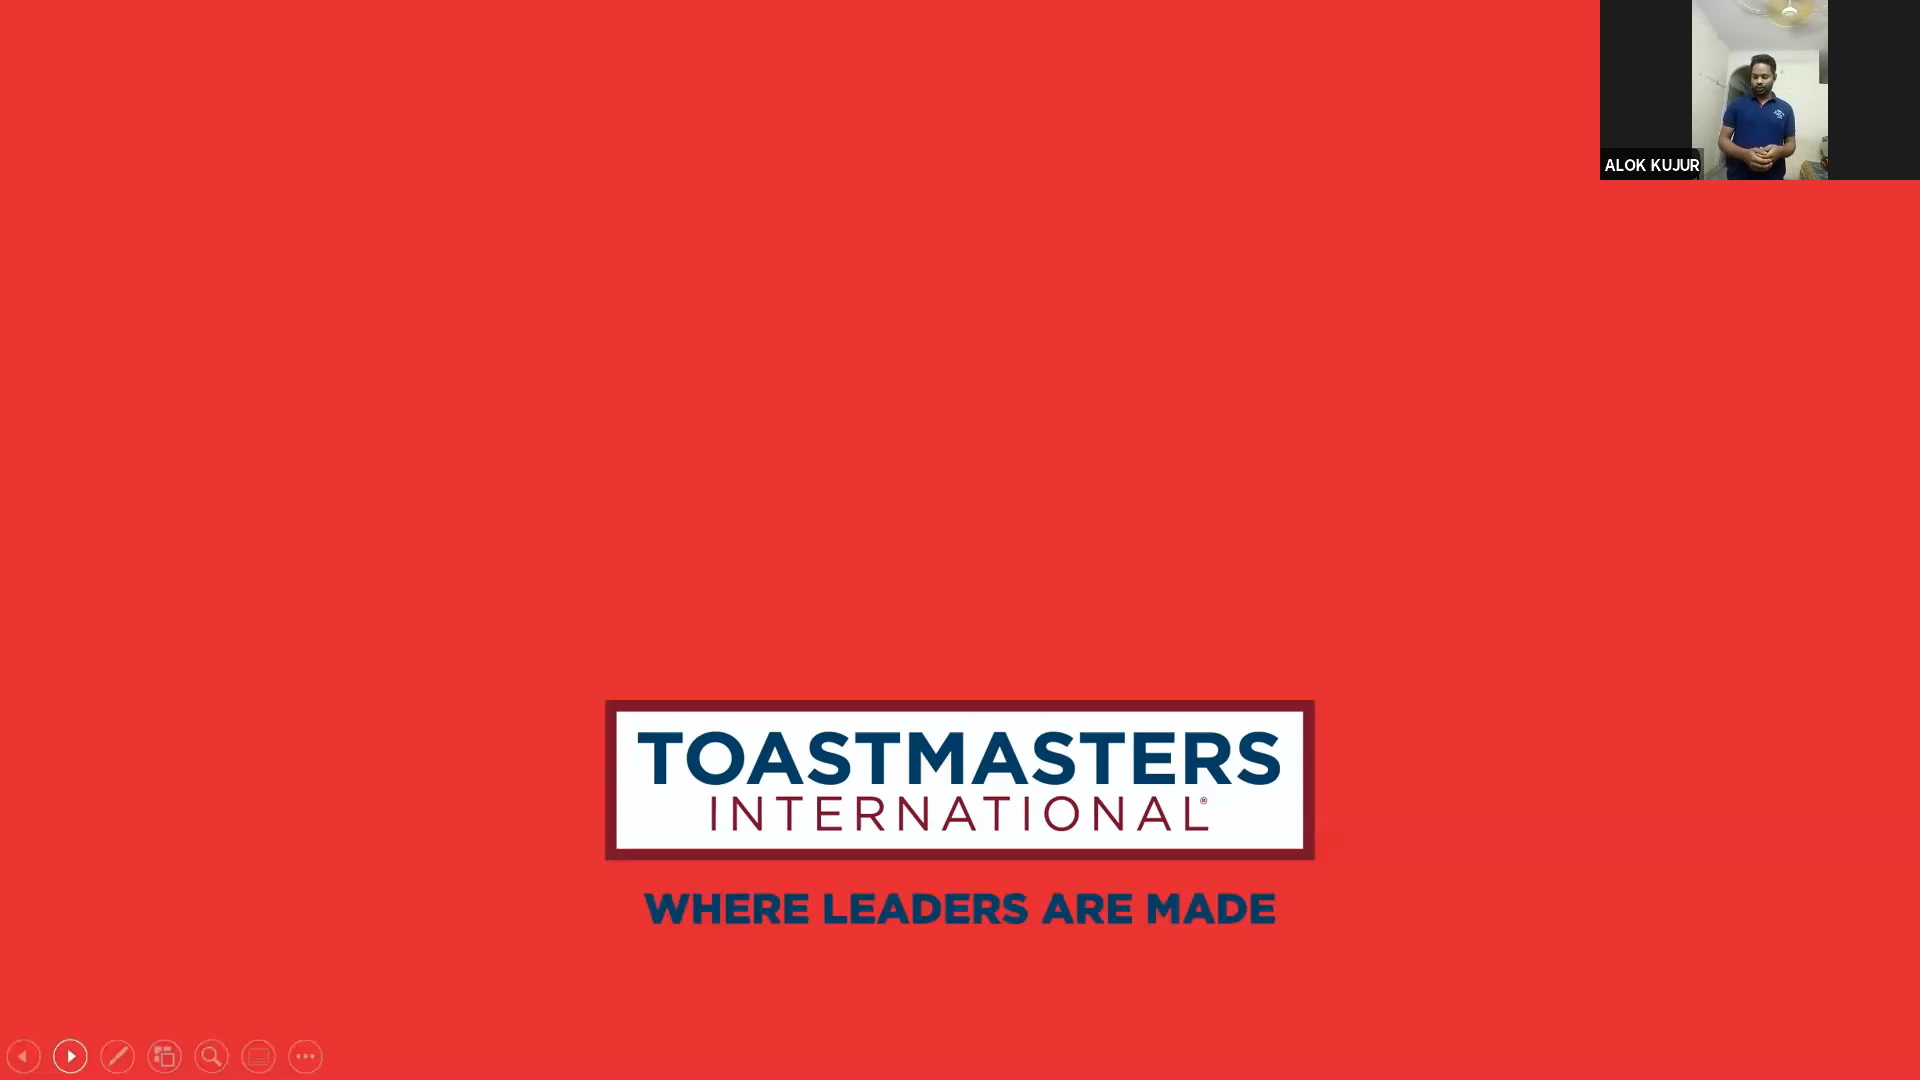 ALOK KUJUR
TOASTMASTERS
INTERNATIONAL®
WHERE LEADERS ARE MADE